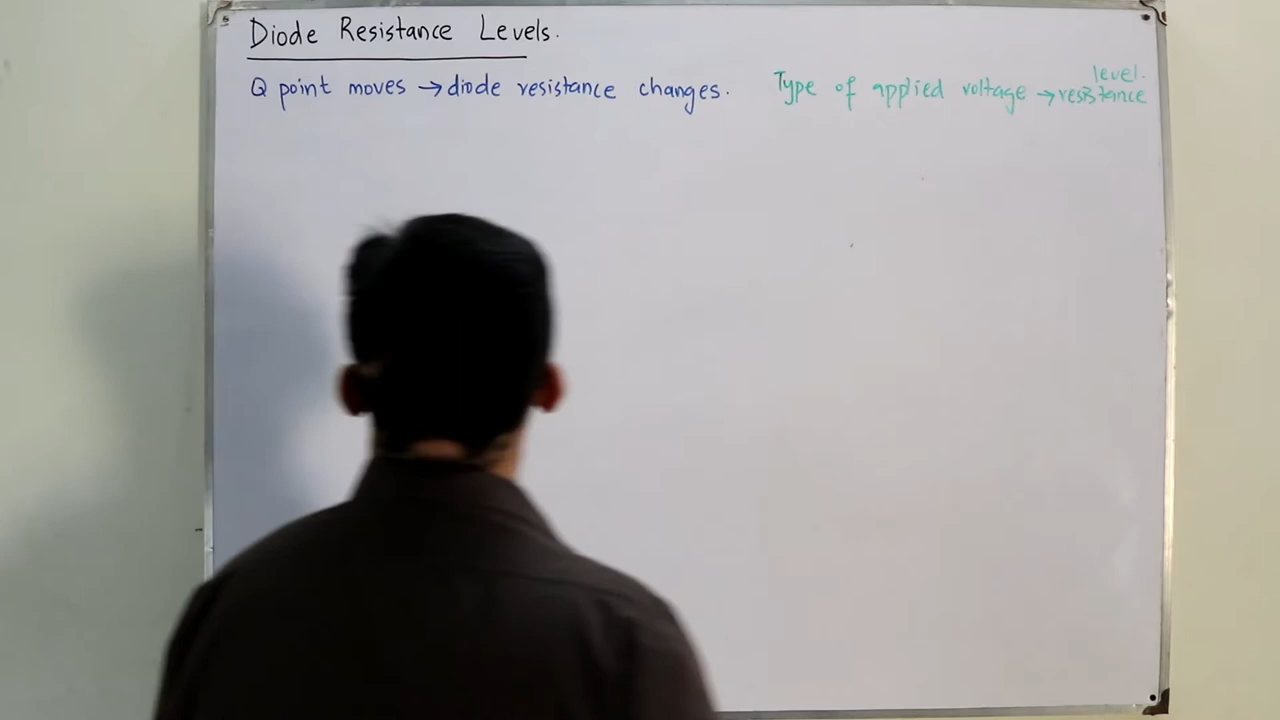 Diode Resistance Levels.
Q point moves → diode resistance changes.
Type of applied voltage → resistance
level.